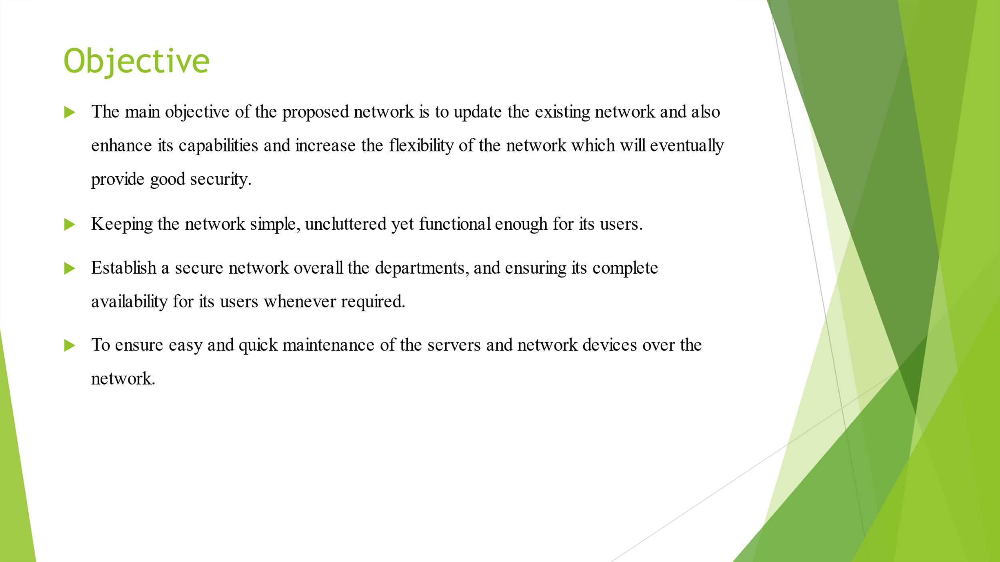 Objective
The main objective of the proposed network is to update the existing network and also
enhance its capabilities and increase the flexibility of the network which will eventually
provide good security.
Keeping the network simple, uncluttered yet functional enough for its users.
Establish a secure network overall the departments, and ensuring its complete
availability for its users whenever required.
To ensure easy and quick maintenance of the servers and network devices over the
network.